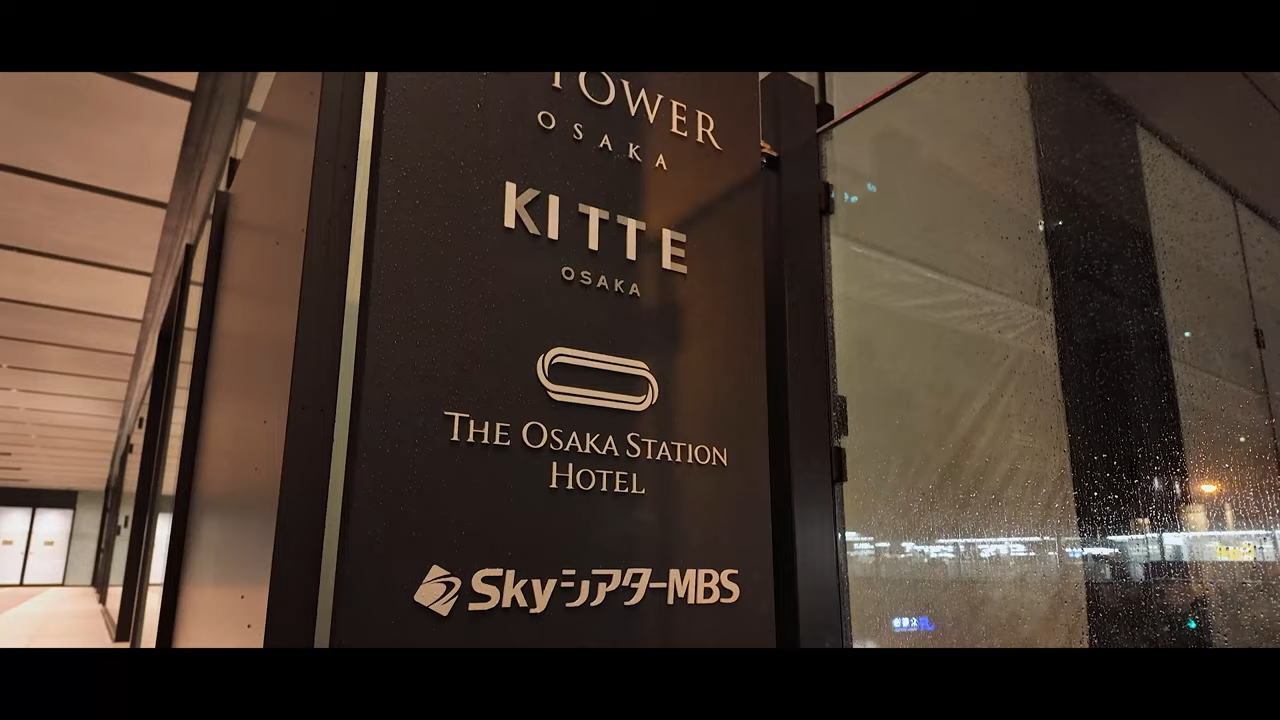 TOWER
OSAKA
KITTE
OSAKA
THE OSAKA STATION
HOTEL
SkyシアターMBS